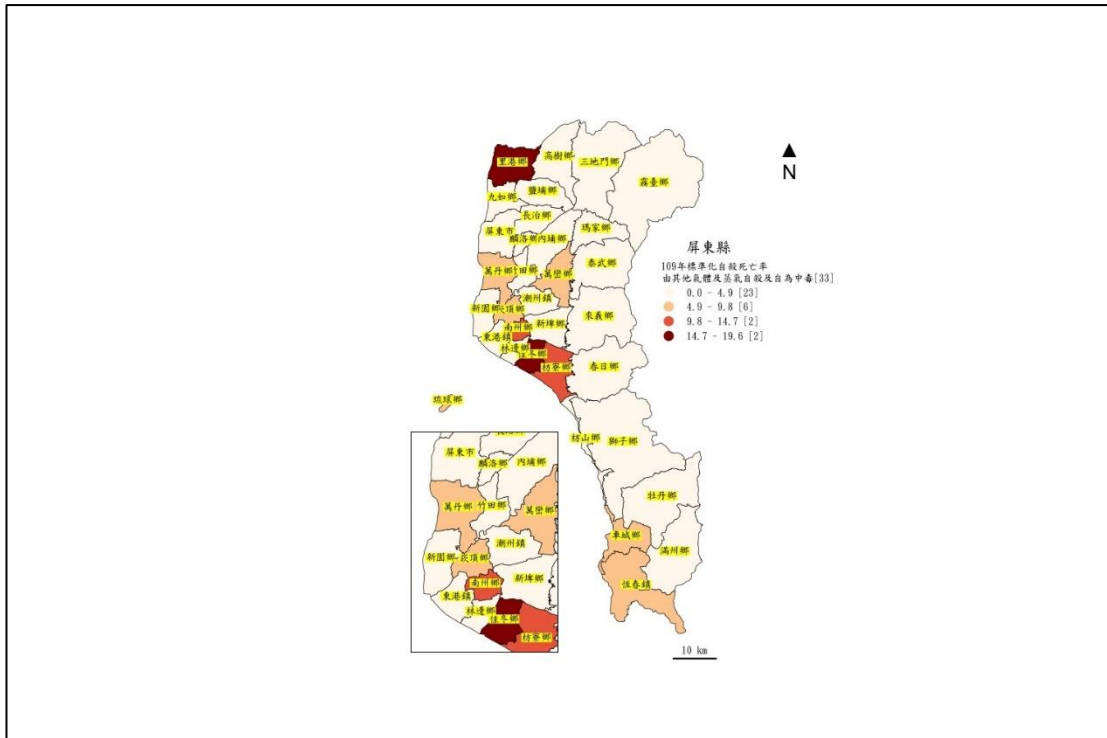 里港鄉
高樹鄉
三地門鄉
霧臺鄉
N
九如鄉
鹽埔鄉
長治鄉
屏東市
麟洛鄉
內埔鄉
瑪家鄉
泰武鄉
萬丹鄉
竹田鄉
萬巒鄉
潮州鎮
新園鄉
崁頂鄉
南州鄉
新埤鄉
來義鄉
東港鎮
林邊鄉
佳冬鄉
枋寮鄉
春日鄉
琉球鄉
枋山鄉
獅子鄉
牡丹鄉
車城鄉
滿州鄉
恆春鎮
屏東縣
109年標準化自殺死亡率
由其他氣體及蒸氣自殺及自為中毒[33]
0.0 - 4.9 [23]
4.9 - 9.8 [6]
9.8 - 14.7 [2]
14.7 - 19.6 [2]
屏東市
麟洛鄉
內埔鄉
萬丹鄉
竹田鄉
萬巒鄉
潮州鎮
新園鄉
崁頂鄉
南州鄉
新埤鄉
東港鎮
林邊鄉
佳冬鄉
枋寮鄉
10 km